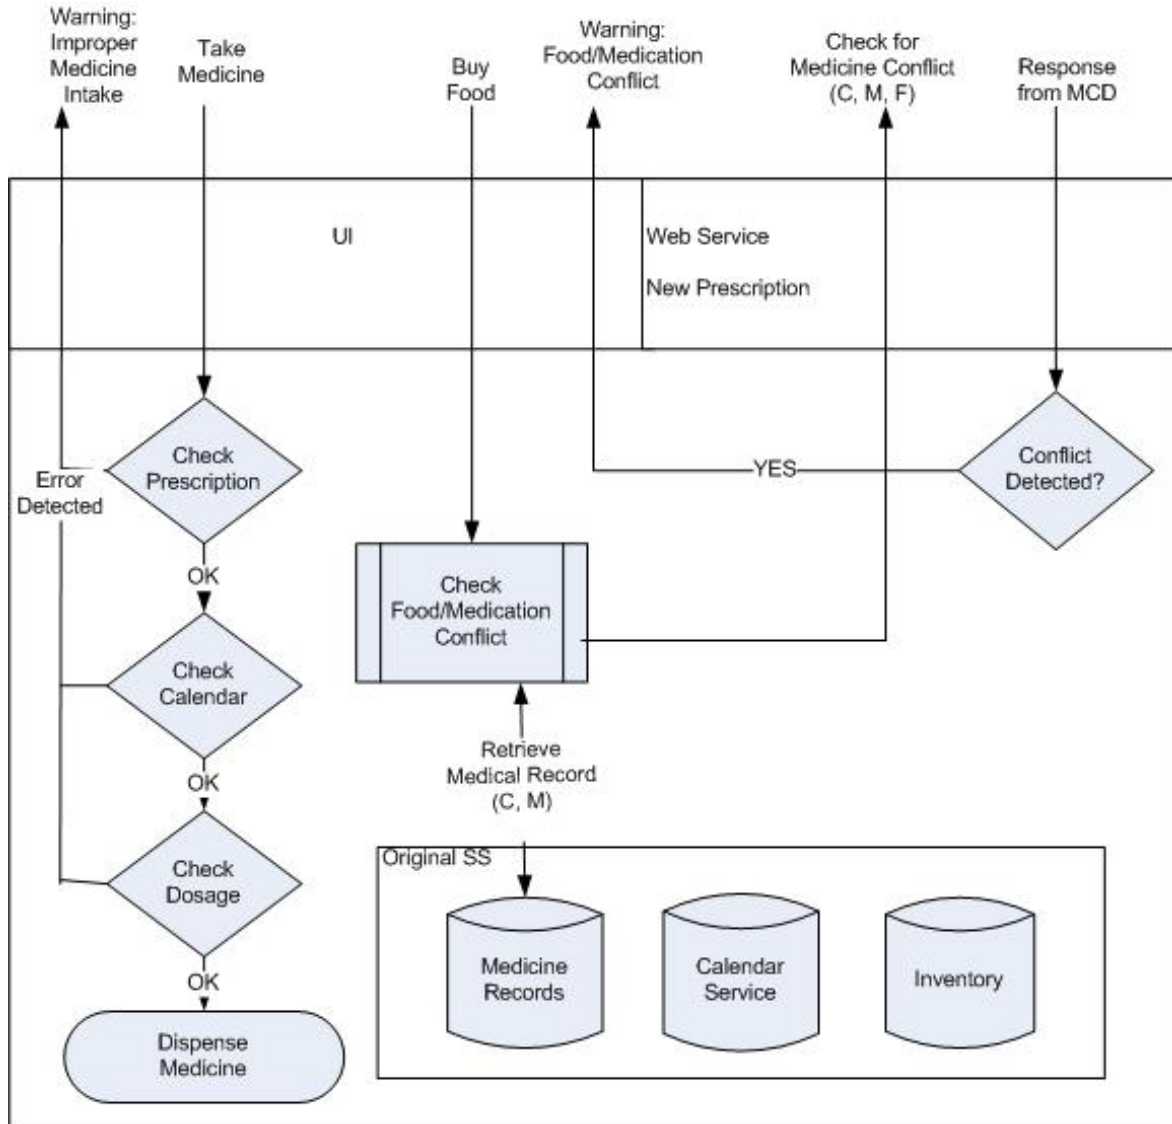 Warning:
Improper
Medicine
Intake
Take
Medicine
Buy
Food
Warning:
Food/Medication
Conflict
Check for
Medicine Conflict
(C, M, F)
Response
from MCD
UI
Web Service
New Prescription
Check
Prescription
Error
Detected
OK
Check
Calendar
OK
Check
Dosage
OK
Dispense
Medicine
Check
Food/Medication
Conflict
YES
Conflict
Detected?
Retrieve
Medical Record
(C, M)
Original SS
Medicine
Records
Calendar
Service
Inventory